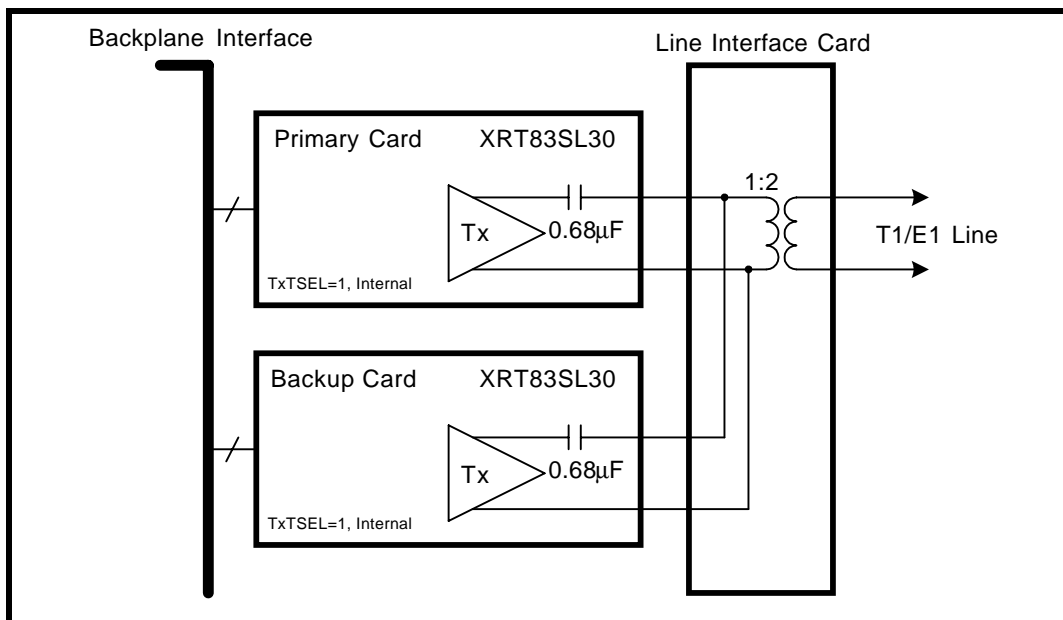 Backplane Interface
Line Interface Card
Primary Card XRT83SL30
1:2
Tx
0.68μF
T1/E1 Line
TxTSEL=1, Internal
Backup Card XRT83SL30
Tx
0.68μF
TxTSEL=1, Internal